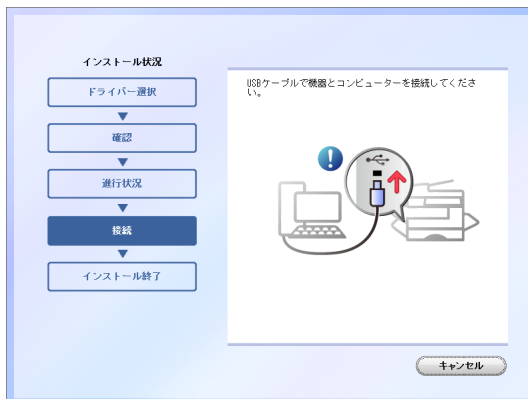 インストール状況
ドライバー選択
確認
進行状況
接続
インストール終了
USBケーブルで機器とコンピューターを接続してくださ
い。
キャンセル